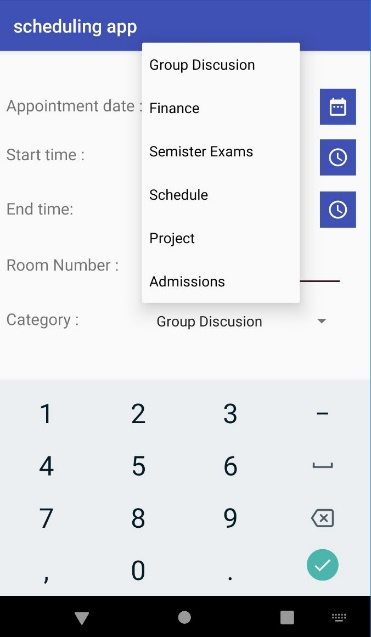 scheduling app
Group Discusion
Appointment date :
Finance
Start time :
Semister Exams
Schedule
End time:
Project
Room Number :
Admissions
Category :
Group Discusion
1 2 3 –
4 5 6
7 8 9
, 0 .